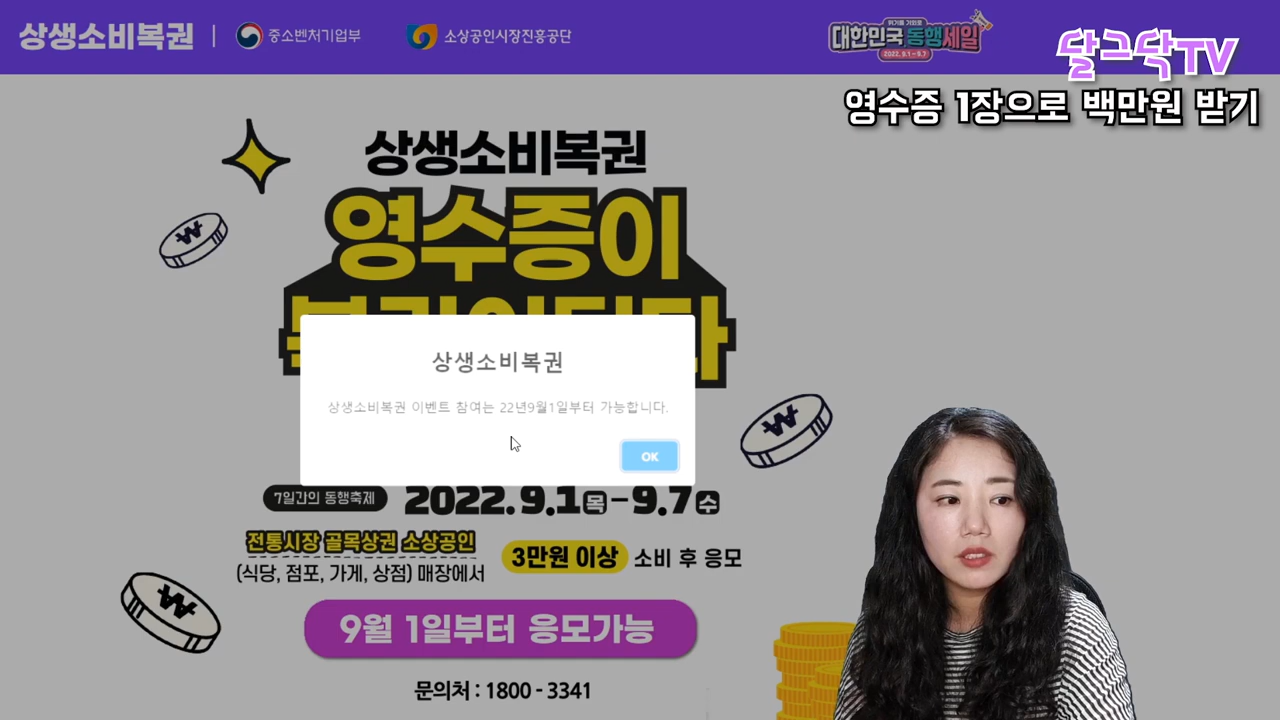 상생소비복권
중소벤처기업부
소상공인시장진흥공단
위기를 기회로
대한민국 동행세일
2022. 9.1 – 9.7
달그닥TV
영수증 1장으로 백만원 받기
상생소비복권
영수증이
상생소비복권
상생소비복권 이벤트 참여는 22년9월1일부터 가능합니다.
OK
7일간의 동행축제 2022. 9.1목 – 9.7수
전통시장 골목상권 소상공인
(식당, 점포, 가게, 상점) 매장에서
3만원 이상 소비 후 응모
9월 1일부터 응모가능
문의처 : 1800 - 3341